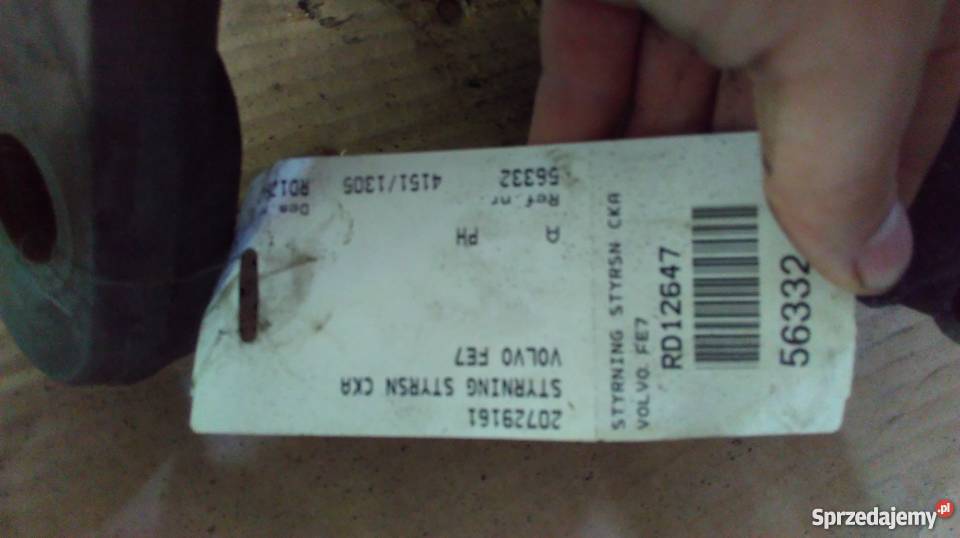 20729161
STYRNING STYRSN CKA
VOLVO FE7
D PH
Ref.nr
56332 4151/1305
STYRNING STYRSN CKA
VOLVO FE7
RD12647
56332
Sprzedajemy.pl